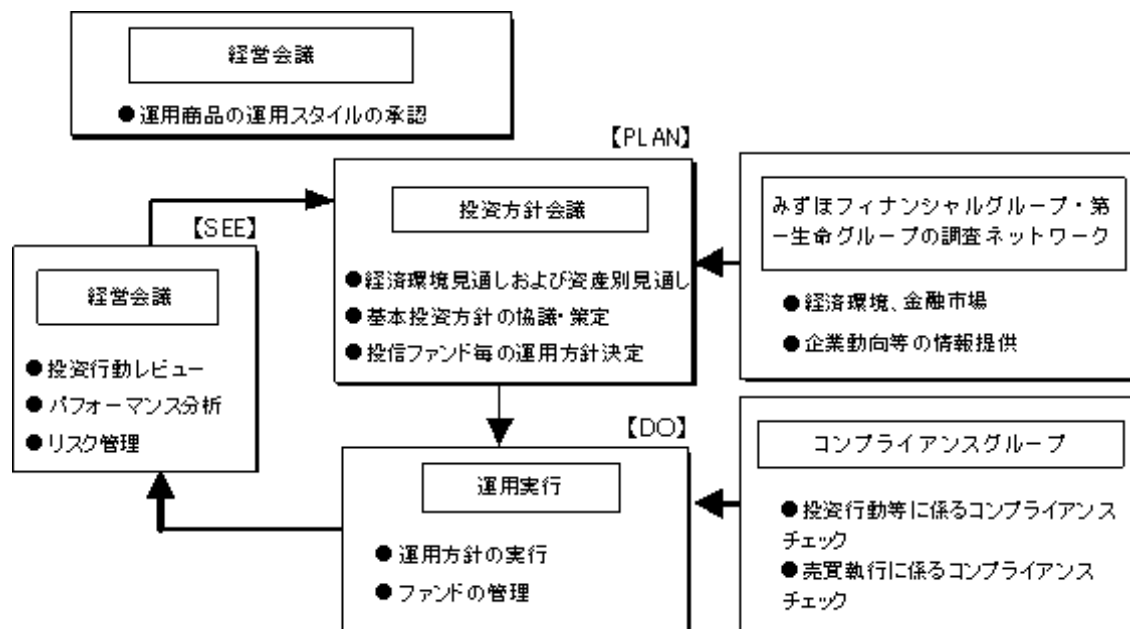 経営会議
●運用商品の運用スタイルの承認
【PLAN】
投資方針会議
●経済環境見通しおよび資産別見通し
●基本投資方針の協議・策定
●投信ファンド毎の運用方針決定
みずほフィナンシャルグループ・第
一生命グループの調査ネットワーク
●経済環境、金融市場
●企業動向等の情報提供
【SEE】
経営会議
●投資行動レビュー
●パフォーマンス分析
●リスク管理
【DO】
運用実行
●運用方針の実行
●ファンドの管理
コンプライアンスグループ
●投資行動等に係るコンプライアンス
チェック
●売買執行に係るコンプライアンス
チェック